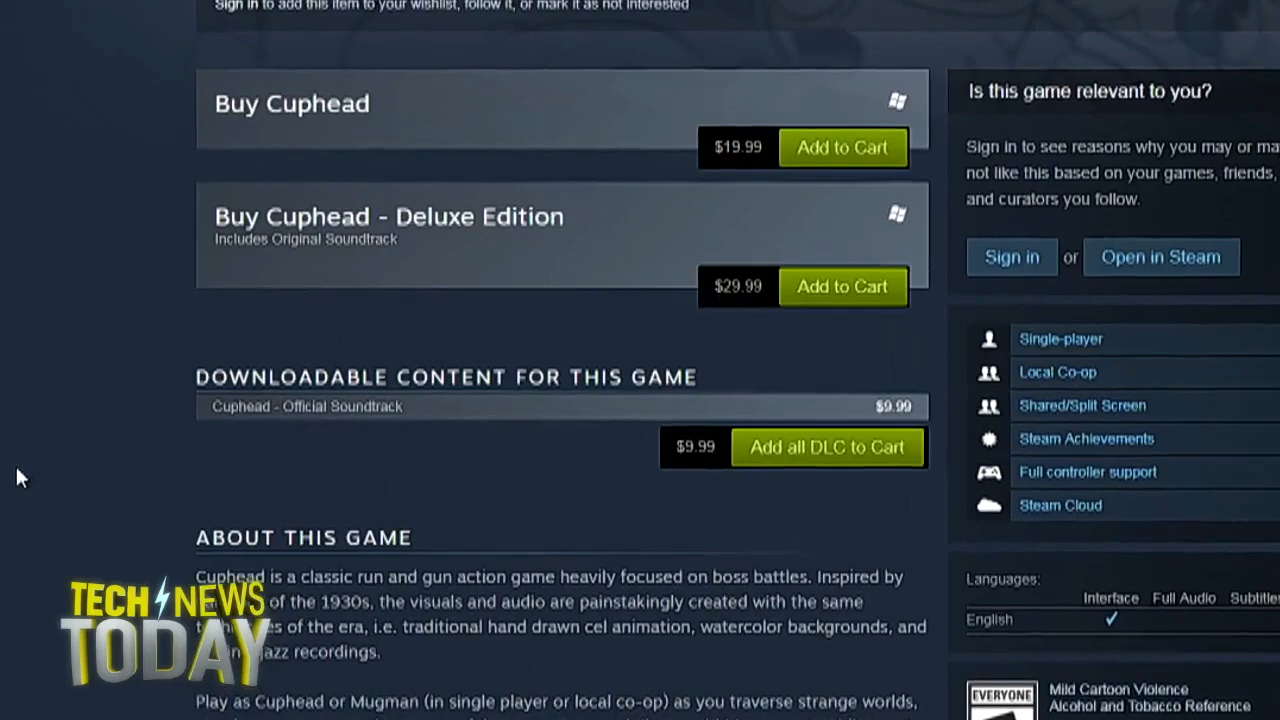 Sign in to add this item to your wishlist, follow it, or mark it as not interested
Buy Cuphead
$19.99 Add to Cart
Buy Cuphead - Deluxe Edition
Includes Original Soundtrack
$29.99 Add to Cart
DOWNLOADABLE CONTENT FOR THIS GAME
Cuphead - Official Soundtrack $9.99
$9.99 Add all DLC to Cart
ABOUT THIS GAME
Cuphead is a classic run and gun action game heavily focused on boss battles. Inspired by
of the 1930s, the visuals and audio are painstakingly created with the same
of the era, i.e. traditional hand drawn cel animation, watercolor backgrounds, and
jazz recordings.
Play as Cuphead or Mugman (in single player or local co-op) as you traverse strange worlds,
Is this game relevant to you?
Sign in to see reasons why you may or
not like this based on your games, friends,
and curators you follow.
Sign in or Open in Steam
Single-player
Local Co-op
Shared/Split Screen
Steam Achievements
Full controller support
Steam Cloud
Languages:
Interface Full Audio
English ✓
EVERYONE
Mild Cartoon Violence
Alcohol and Tobacco Reference
TECH NEWS
TODAY